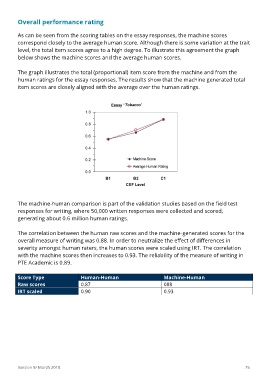 Overall performance rating
As can be seen from the scoring tables on the essay responses, the machine scores
correspond closely to the average human score. Although there is some variation at the trait
level, the total item scores agree to a high degree. To illustrate this agreement the graph
below shows the machine scores and the average human scores.
The graph illustrates the total (proportional) item score from the machine and from the
human ratings for the essay responses. The results show that the machine generated total
item scores are closely aligned with the average over the human ratings.
Essay 'Tobacco'
1.0
0.8
0.6
0.4
0.2
0.0
Machine Score
Average Human Rating
B1 B2 C1
CEF Level
The machine-human comparison is part of the validation studies based on the field test
responses for writing, where 50,000 written responses were collected and scored,
generating about 0.6 million human ratings.
The correlation between the human raw scores and the machine-generated scores for the
overall measure of writing was 0.88. In order to neutralize the effect of differences in
severity amongst human raters, the human scores were scaled using IRT. The correlation
with the machine scores then increases to 0.93. The reliability of the measure of writing in
PTE Academic is 0.89.
Score Type Human-Human Machine-Human
Raw scores 0.87 088
IRT scaled 0.90 0.93